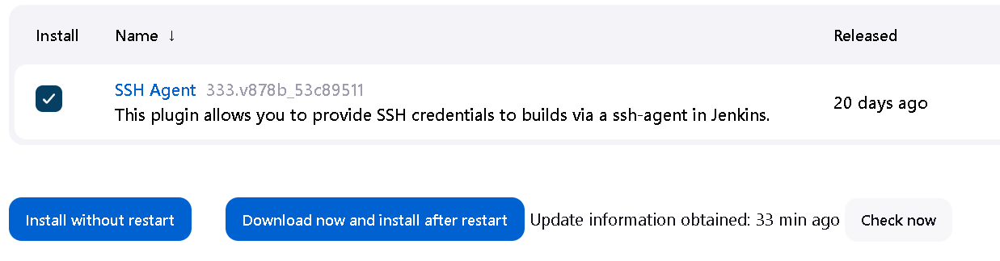 Install Name ↓ Released
SSH Agent 333.v878b_53c89511
This plugin allows you to provide SSH credentials to builds via a ssh-agent in Jenkins.
20 days ago
Install without restart Download now and install after restart Update information obtained: 33 min ago Check now